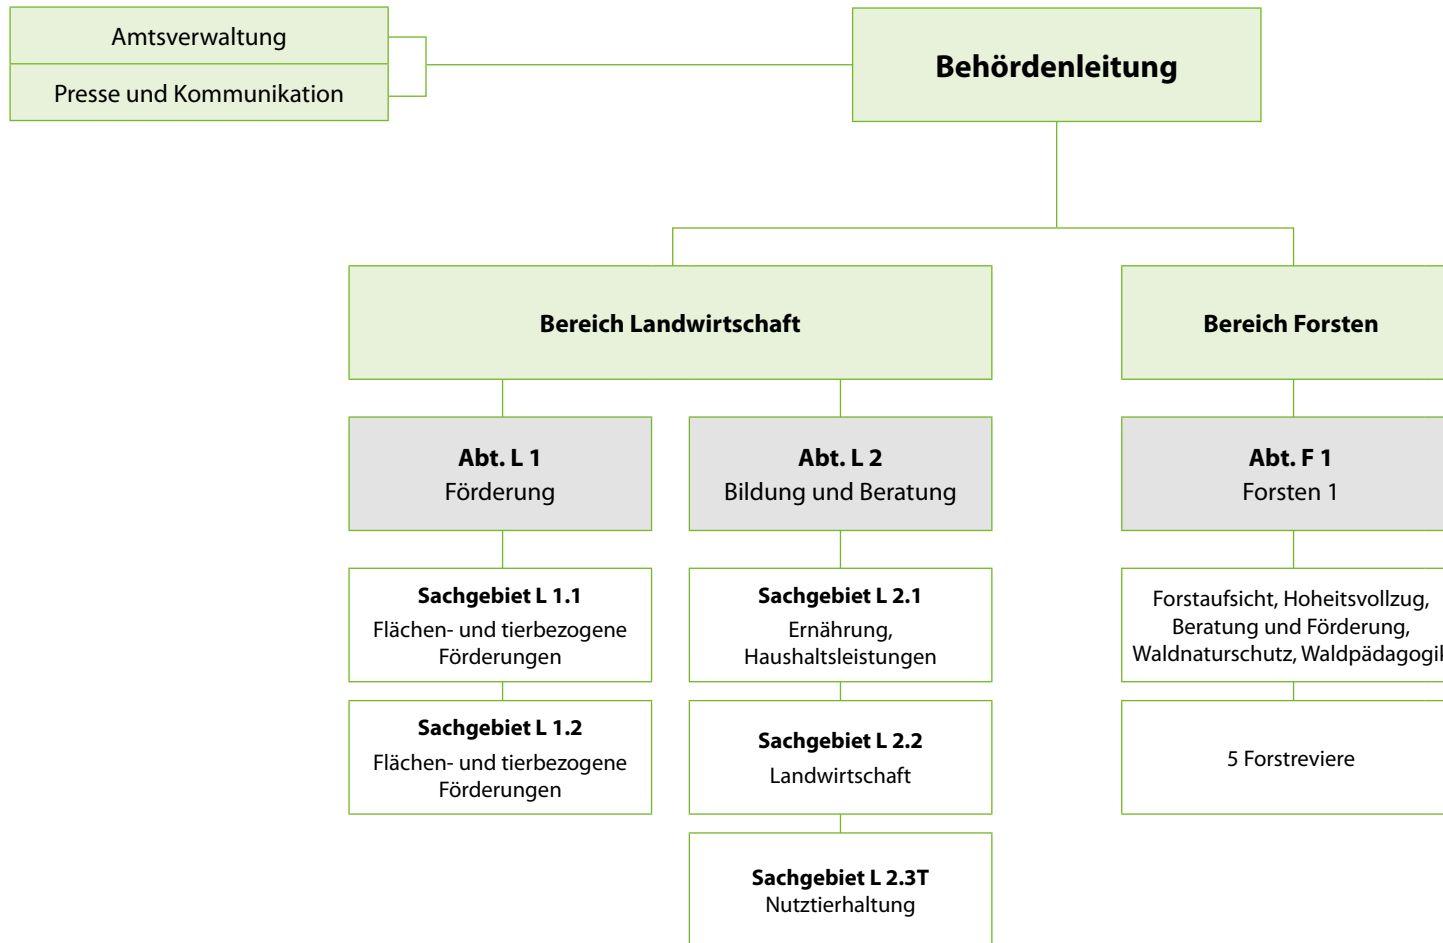 Amtsverwaltung
Presse und Kommunikation
Behördenleitung
Bereich Landwirtschaft
Bereich Forsten
Abt. L 1
Förderung
Abt. L 2
Bildung und Beratung
Abt. F 1
Forsten 1
Sachgebiet L 1.1
Flächen- und tierbezogene
Förderungen
Sachgebiet L 1.2
Flächen- und tierbezogene
Förderungen
Sachgebiet L 2.1
Ernährung,
Haushaltsleistungen
Sachgebiet L 2.2
Landwirtschaft
Sachgebiet L 2.3T
Nutztierhaltung
Forstaufsicht, Hoheitsvollzug,
Beratung und Förderung,
Waldnaturschutz, Waldpädagogik
5 Forstreviere